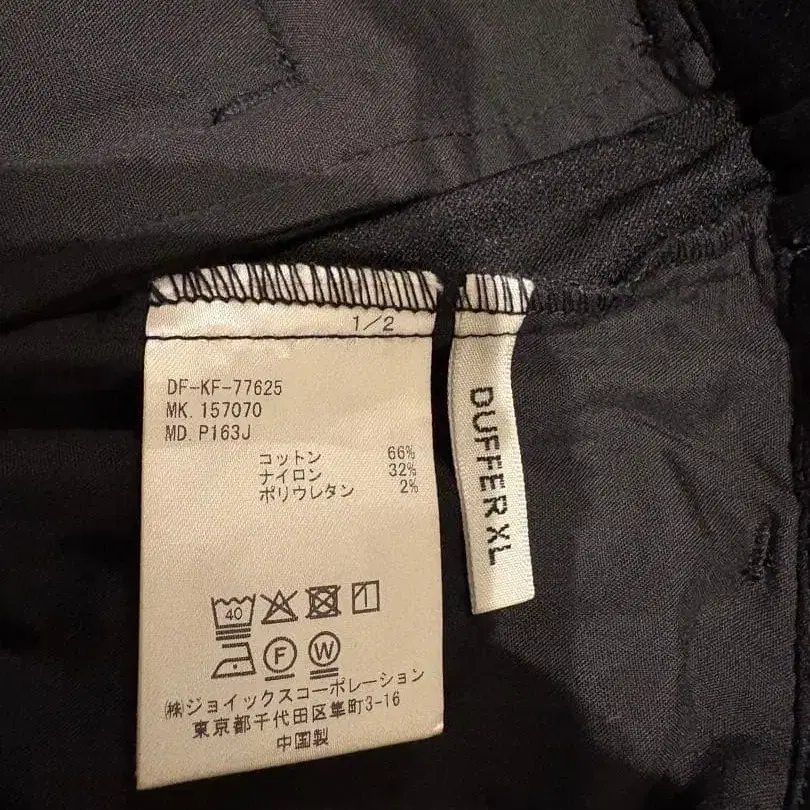 1/2
DF-KF-77625
MK. 157070
MD. P163J
コットン 66%
ナイロン 32%
ポリウレタン 2%
40
F W
㈱ジョイックスコーポレーション
東京都千代田区隼町3-16
中国製
DUFFER XL